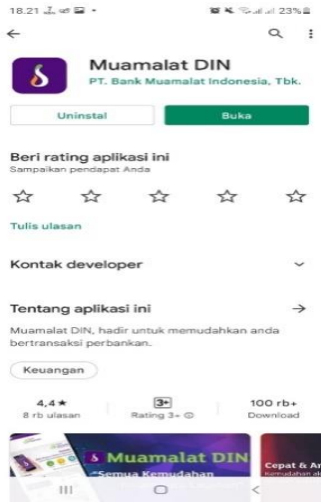 18.21 23%
Muamalat DIN
PT. Bank Muamalat Indonesia, Tbk.
Uninstal Buka
Beri rating aplikasi ini
Sampaikan pendapat Anda
Tulis ulasan
Kontak developer
Tentang aplikasi ini
Muamalat DIN, hadir untuk memudahkan anda
bertransaksi perbankan.
Keuangan
4,4★ 3+ 100 rb+
8 rb ulasan Rating 3+ Download
Muamalat DIN
"Semua Kemudahan
Cepat & A
Kemudahan